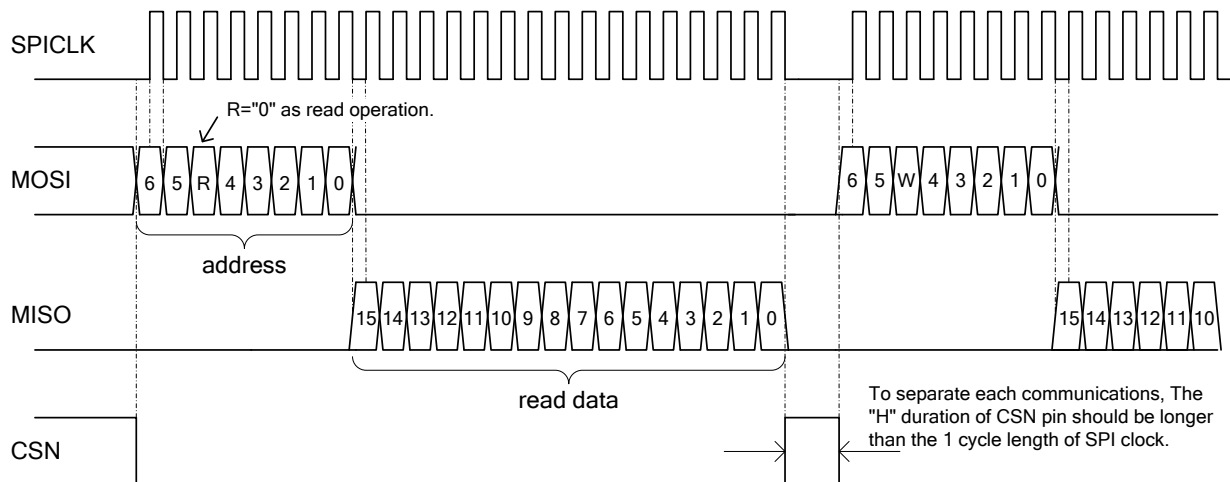 SPICLK
R="0" as read operation.
MOSI
6 5 R 4 3 2 1 0
6 5 W 4 3 2 1 0
address
MISO
15 14 13 12 11 10 9 8 7 6 5 4 3 2 1 0
15 14 13 12 11 10
read data
To separate each communications, The
"H" duration of CSN pin should be longer
than the 1 cycle length of SPI clock.
CSN